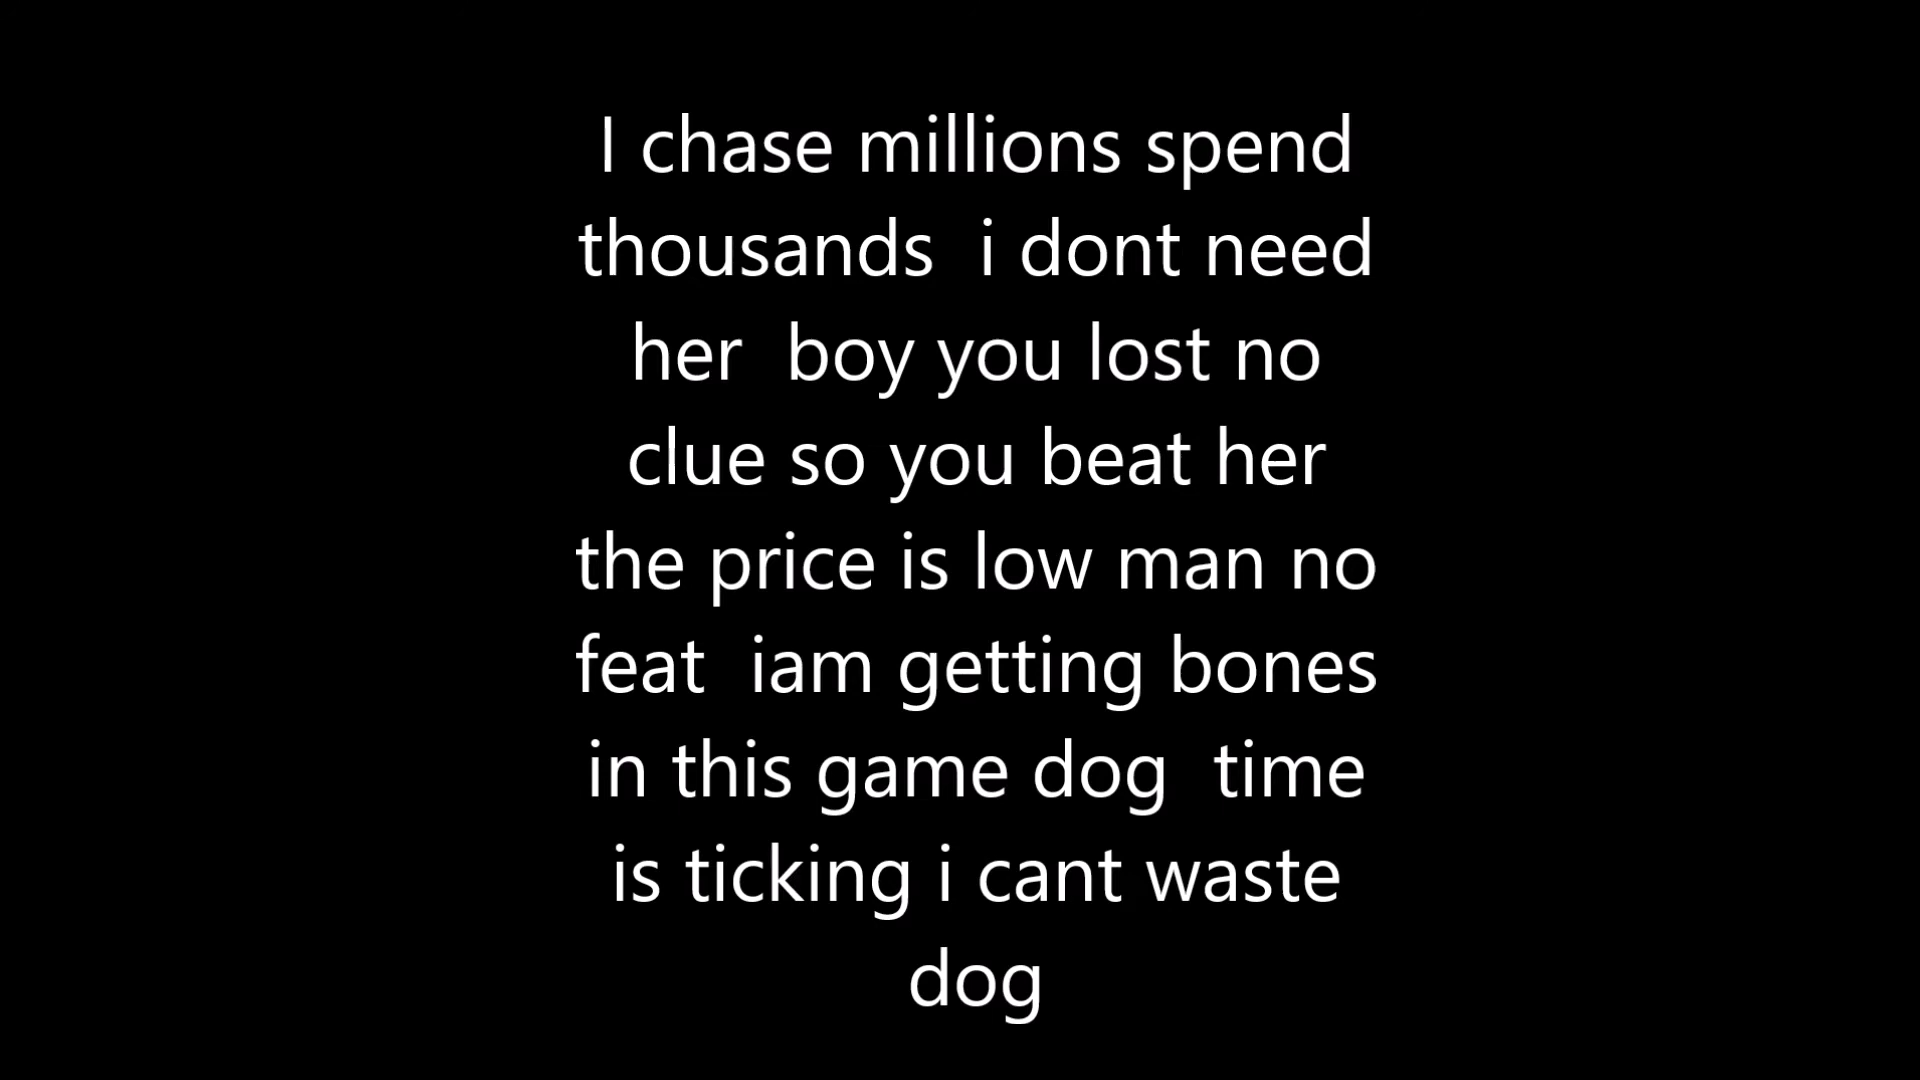 I chase millions spend
thousands  i dont need
her  boy you lost no
clue so you beat her
the price is low man no
feat  iam getting bones
in this game dog  time
is ticking i cant waste
dog